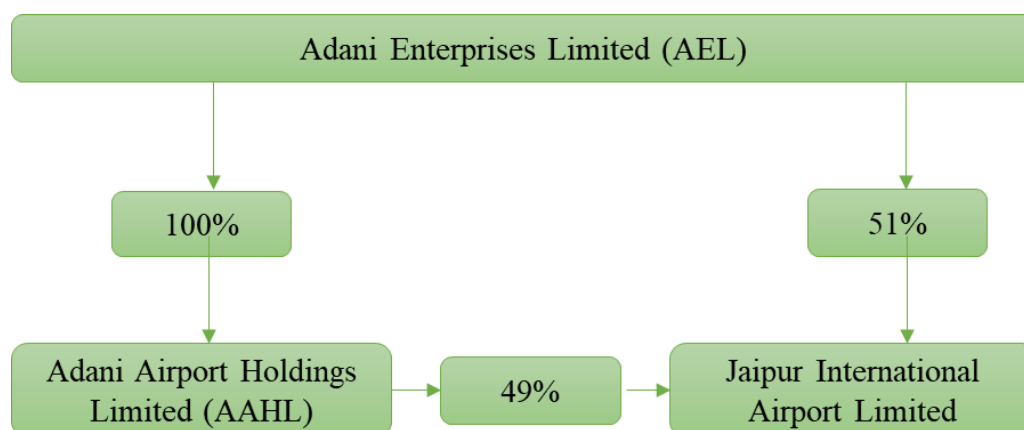 Adani Enterprises Limited (AEL)
100%
51%
Adani Airport Holdings
Limited (AAHL)
49%
Jaipur International
Airport Limited